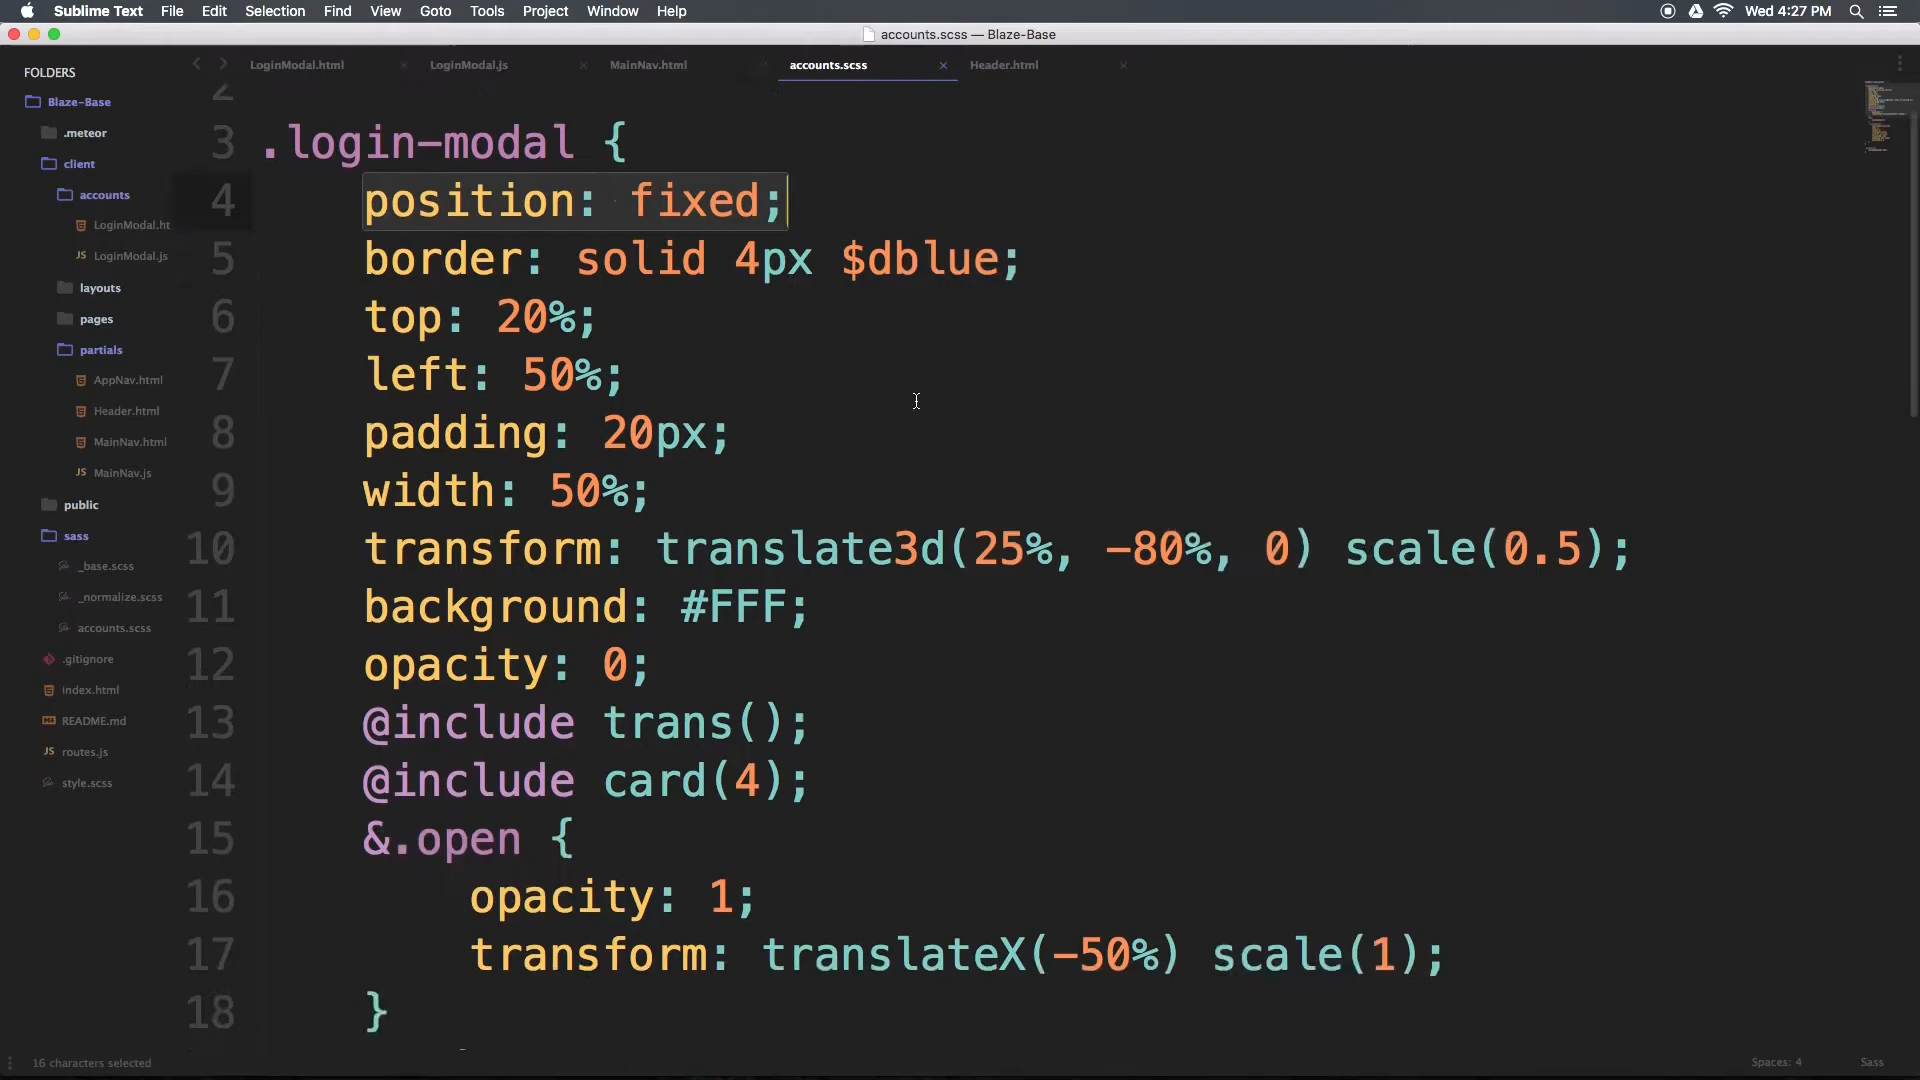 Sublime Text File Edit Selection Find View Goto Tools Project Window Help Wed 4:27 PM
accounts.scss — Blaze-Base
FOLDERS
Blaze-Base
.meteor
client
accounts
LoginModal.ht
JS LoginModal.js
layouts
pages
partials
AppNav.html
Header.html
MainNav.html
JS MainNav.js
public
sass
_base.scss
_normalize.scss
accounts.scss
.gitignore
index.html
README.md
JS routes.js
style.scss
LoginModal.html × LoginModal.js × MainNav.html accounts.scss × Header.html ×
2
3 .login-modal {
4 position: fixed;
5 border: solid 4px $dblue;
6 top: 20%;
7 left: 50%;
8 padding: 20px;
9 width: 50%;
10 transform: translate3d(25%, -80%, 0) scale(0.5);
11 background: #FFF;
12 opacity: 0;
13 @include trans();
14 @include card(4);
15 &.open {
16 opacity: 1;
17 transform: translateX(-50%) scale(1);
18 }
16 characters selected Spaces: 4 Sass